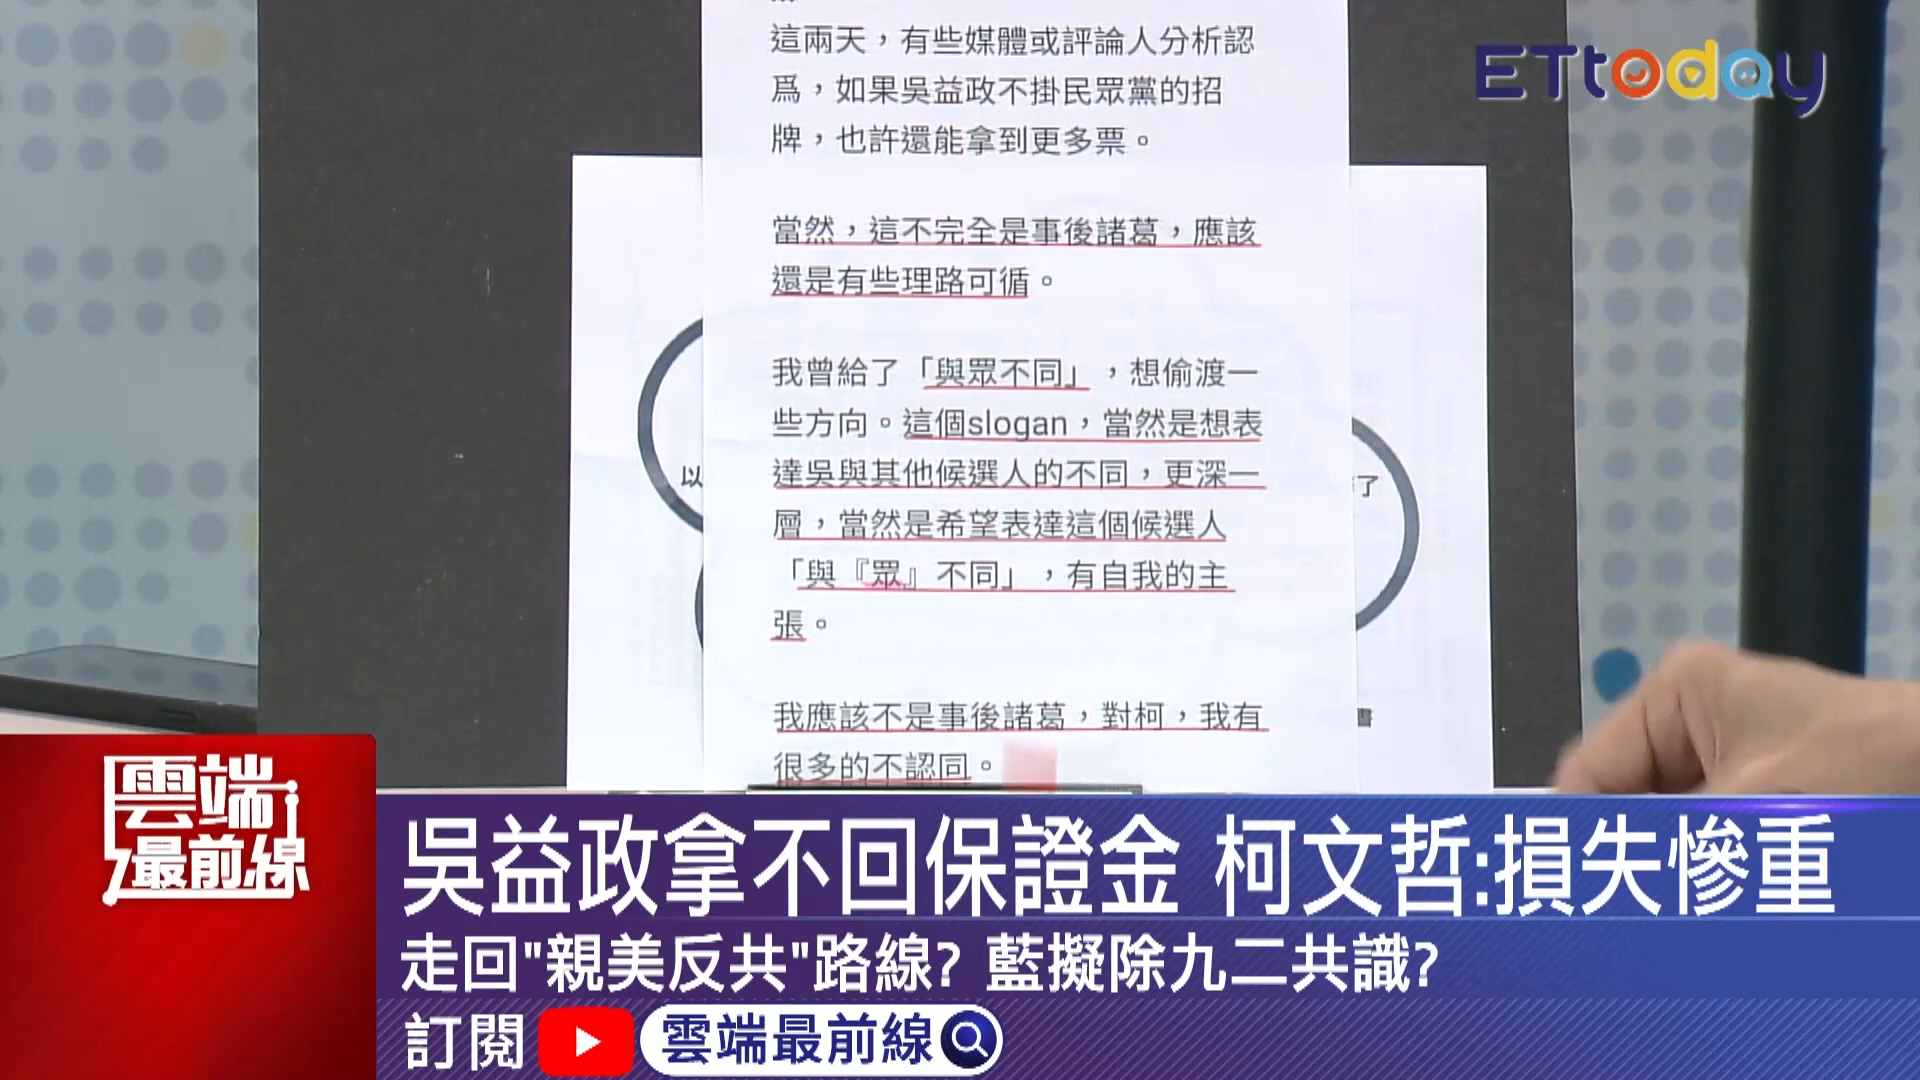 ETtoday
這兩天，有些媒體或評論人分析認
爲，如果吳益政不掛民眾黨的招
牌，也許還能拿到更多票。
當然，這不完全是事後諸葛，應該
還是有些理路可循。
我曾給了「與眾不同」，想偷渡一
些方向。這個slogan，當然是想表
達吳與其他候選人的不同，更深一
層，當然是希望表達這個候選人
「與『眾』不同」，有自我的主
張。
我應該不是事後諸葛，對柯，我有
很多的不認同。
以
了
書
雲端
最前線
吳益政拿不回保證金 柯文哲:損失慘重
走回"親美反共"路線? 藍擬除九二共識?
訂閱 雲端最前線